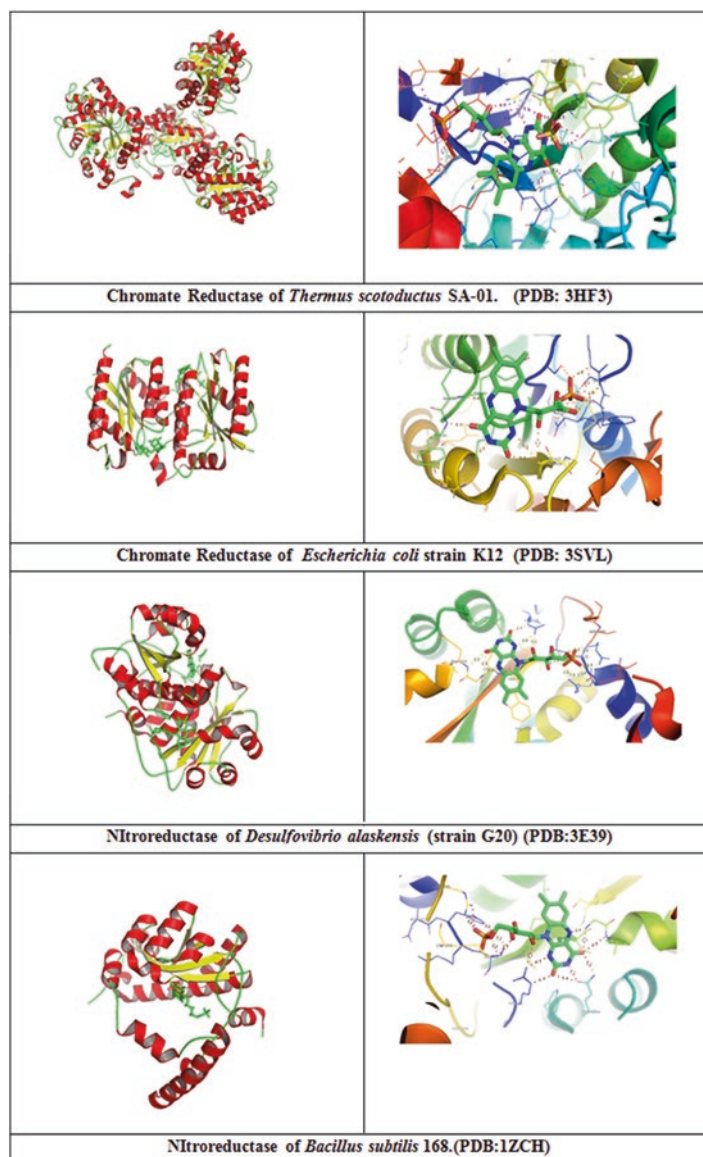 Chromate Reductase of Thermus scotoductus SA-01. (PDB: 3HF3)
Chromate Reductase of Escherichia coli strain K12 (PDB: 3SVL)
NItroreductase of Desulfovibrio alaskensis (strain G20) (PDB:3E39)
NItroreductase of Bacillus subtilis 168.(PDB:1ZCH)